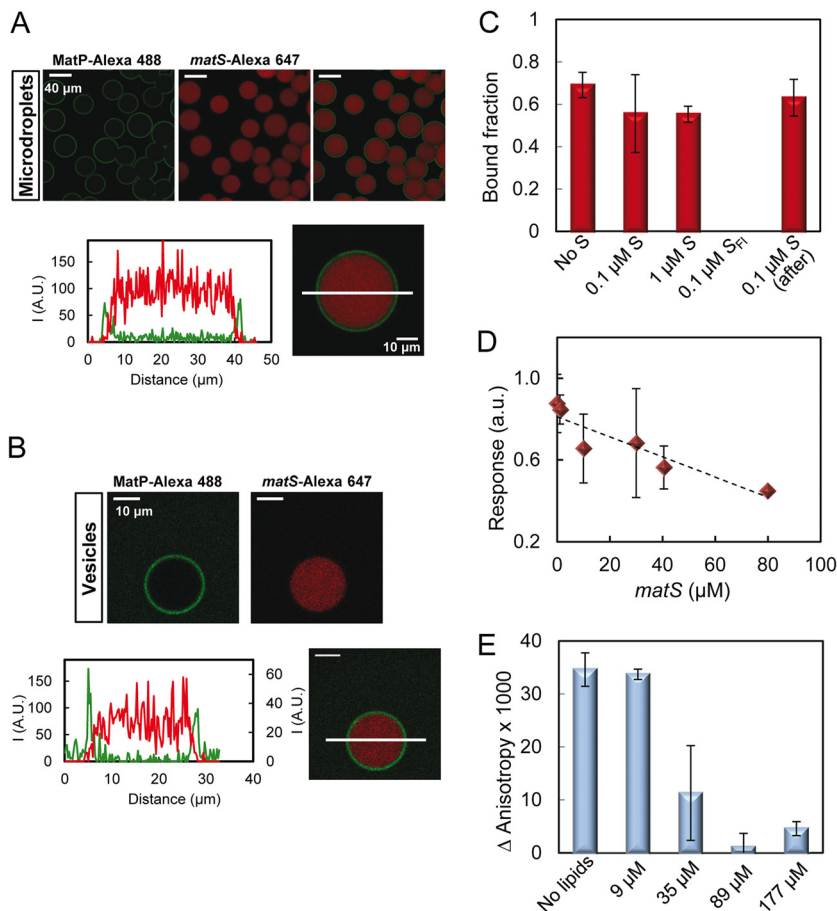 A
MatP-Alexa 488
matS-Alexa 647
Microdroplets
40 µm
150
100
50
0
I (A.U.)
0 10 20 30 40 50
Distance (µm)
10 µm
B
MatP-Alexa 488
matS-Alexa 647
Vesicles
10 µm
150
100
50
0
I (A.U.)
60
40
20
0
I (A.U.)
0 10 20 30 40
Distance (µm)
C
1
0.8
0.6
0.4
0.2
0
Bound fraction
No S
0.1 µM S
1 µM S
0.1 µM SFl
0.1 µM S
(after)
D
1.0
0.6
0.2
Response (a.u.)
0 20 40 60 80 100
matS (µM)
E
40
30
20
10
0
Δ Anisotropy x 1000
No lipids
9 µM
35 µM
89 µM
177 µM